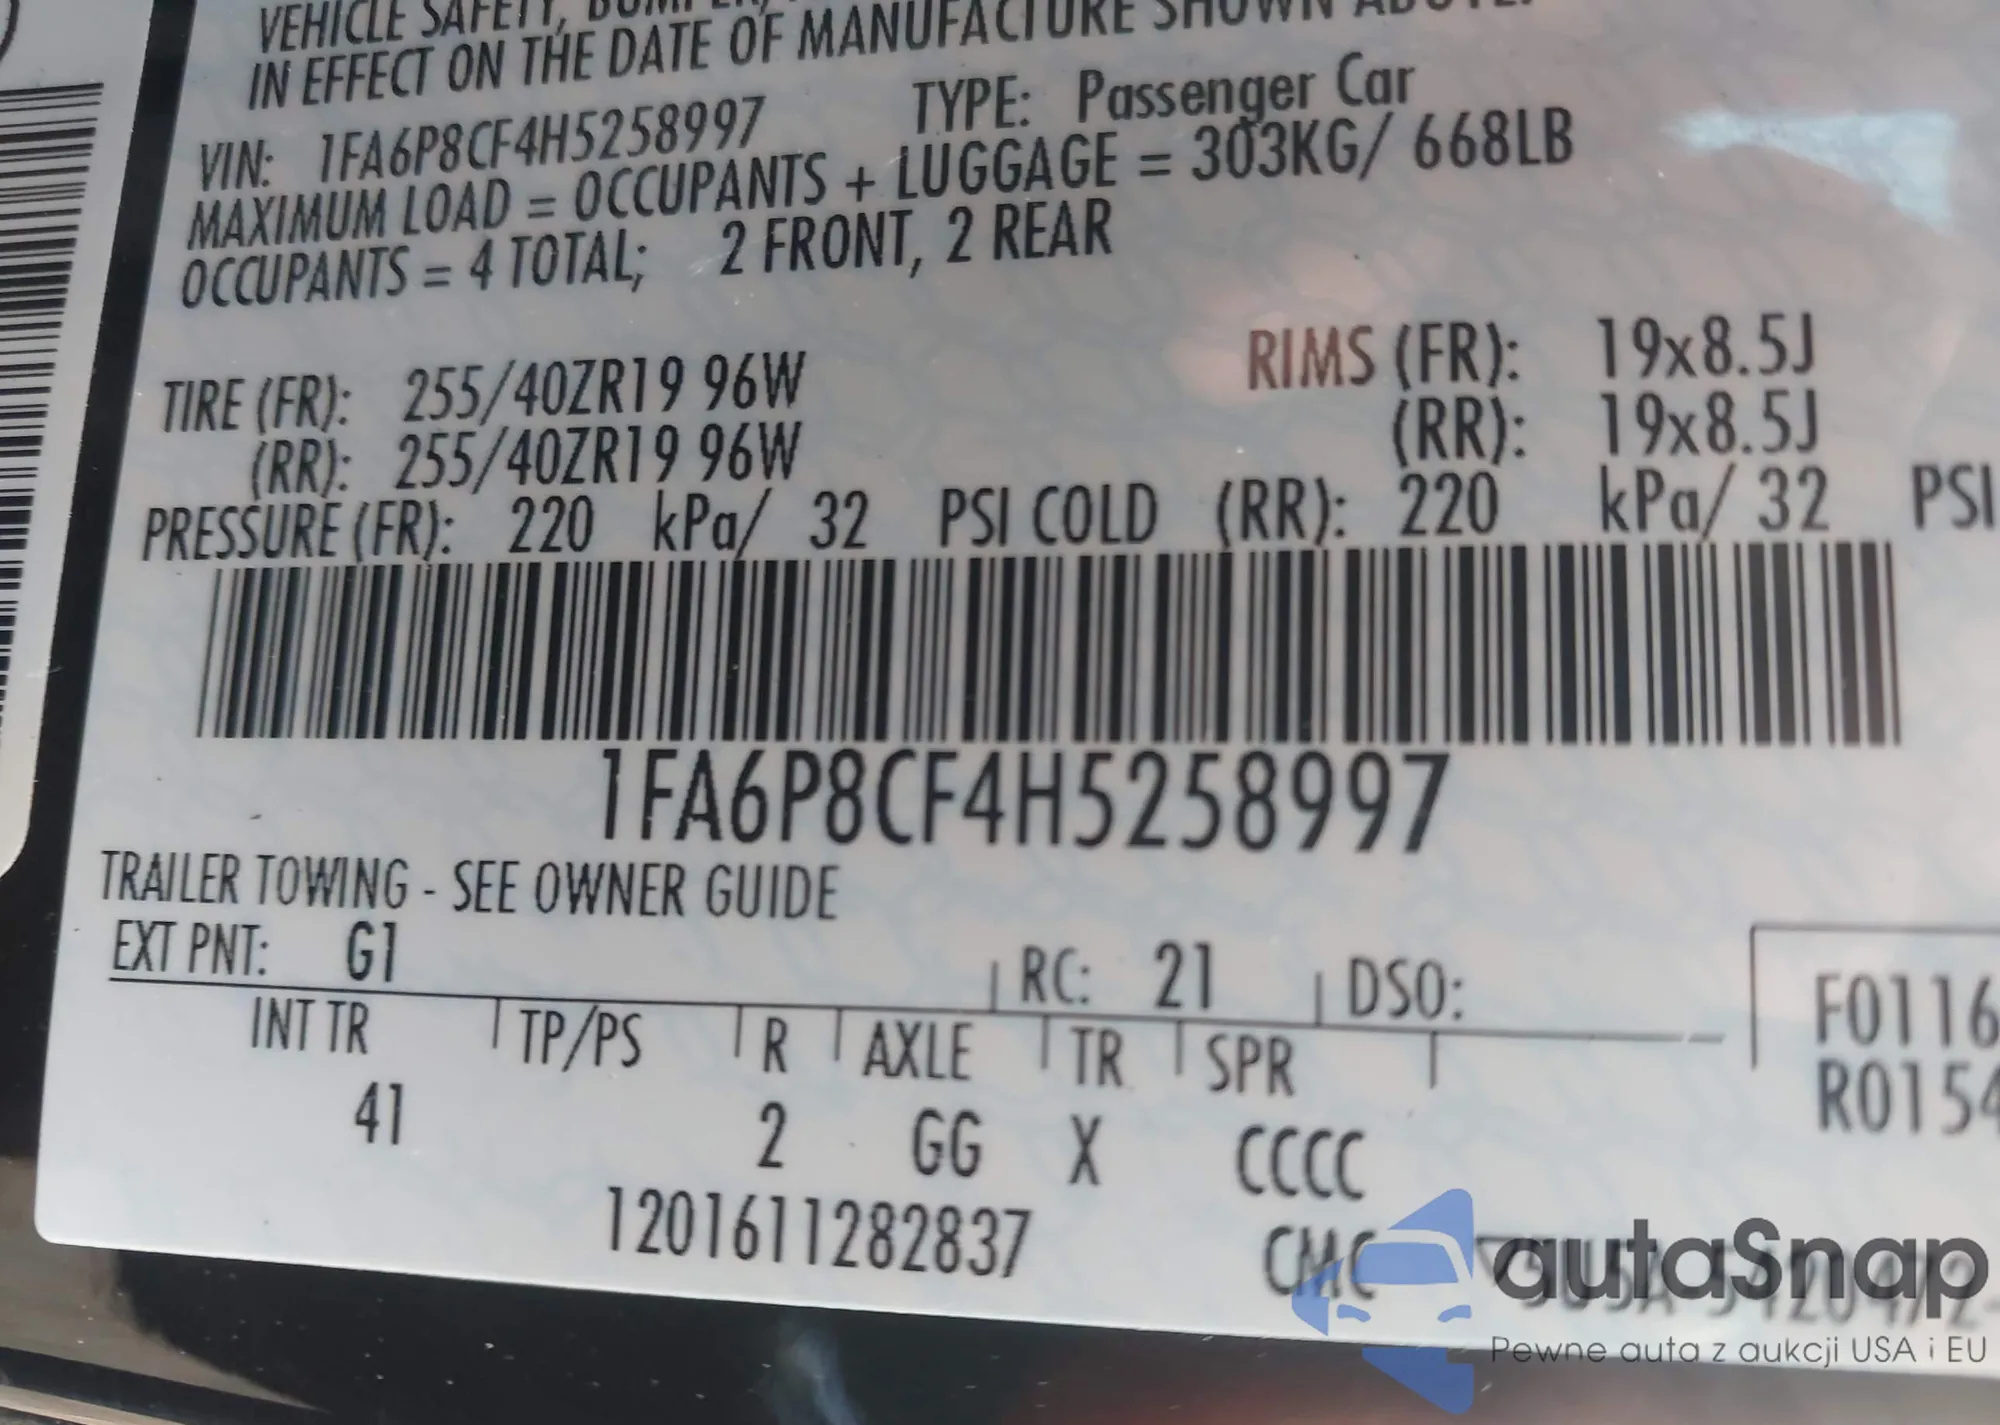 VEHICLE SAFETY,
IN EFFECT ON THE DATE OF MANUFACTURE SHOWN ABOVE.
VIN: 1FA6P8CF4H5258997 TYPE: Passenger Car
MAXIMUM LOAD = OCCUPANTS + LUGGAGE = 303KG/ 668LB
OCCUPANTS = 4 TOTAL; 2 FRONT, 2 REAR
TIRE (FR): 255/40ZR19 96W RIMS (FR): 19x8.5J
(RR): 255/40ZR19 96W (RR): 19x8.5J
PRESSURE (FR): 220 kPa/ 32 PSI COLD (RR): 220 kPa/ 32 PSI
1FA6P8CF4H5258997
TRAILER TOWING - SEE OWNER GUIDE
EXT PNT: G1 RC: 21 DSO:
F0116
R0154
INT TR TP/PS R AXLE TR SPR
41 2 GG X CCCC
1201611282837
CMC
autaSnap
Pewne auta z aukcji USA i EU